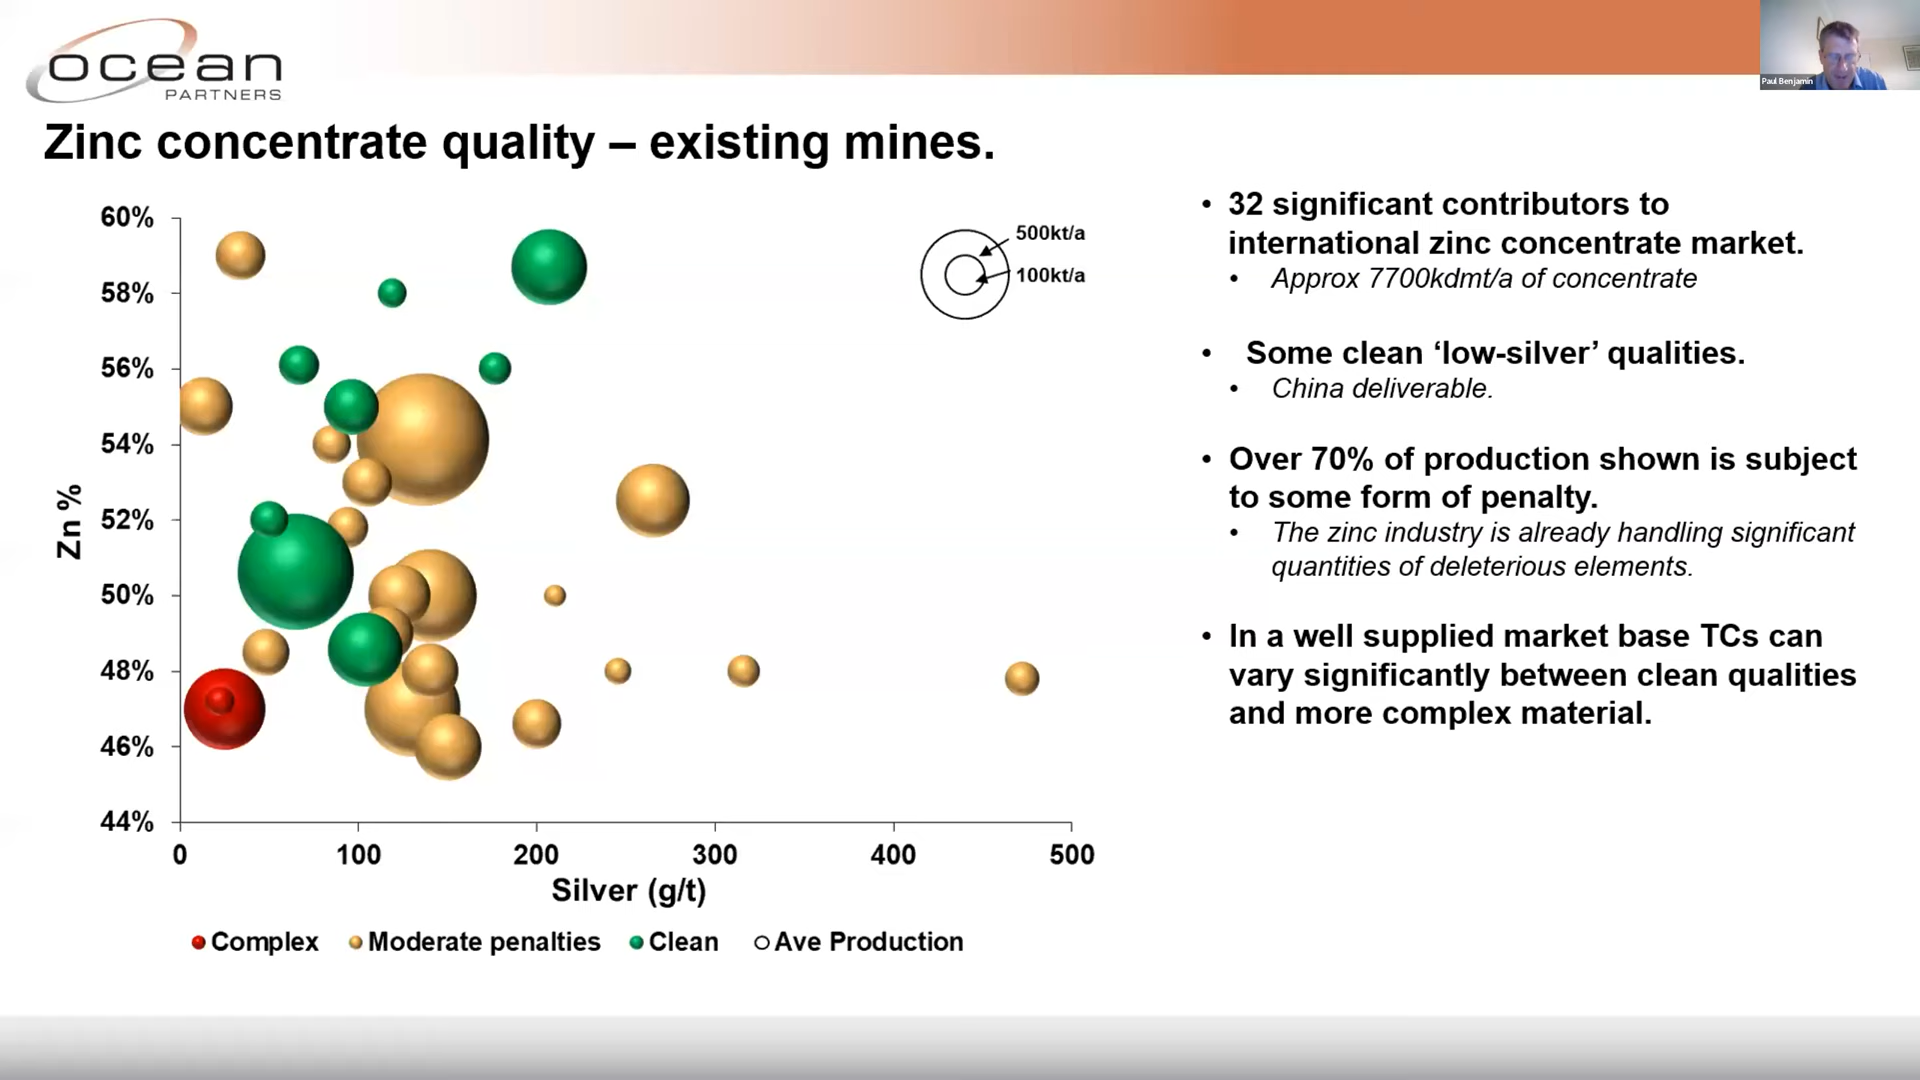 ocean
PARTNERS
Paul Benjamin
Zinc concentrate quality – existing mines.
60%
58%
56%
54%
52%
50%
48%
46%
44%
Zn %
0
100
200
300
400
500
Silver (g/t)
500kt/a
100kt/a
Complex
Moderate penalties
Clean
Ave Production
• 32 significant contributors to
international zinc concentrate market.
• Approx 7700kdmt/a of concentrate
• Some clean ‘low-silver’ qualities.
• China deliverable.
• Over 70% of production shown is subject
to some form of penalty.
• The zinc industry is already handling significant
quantities of deleterious elements.
• In a well supplied market base TCs can
vary significantly between clean qualities
and more complex material.